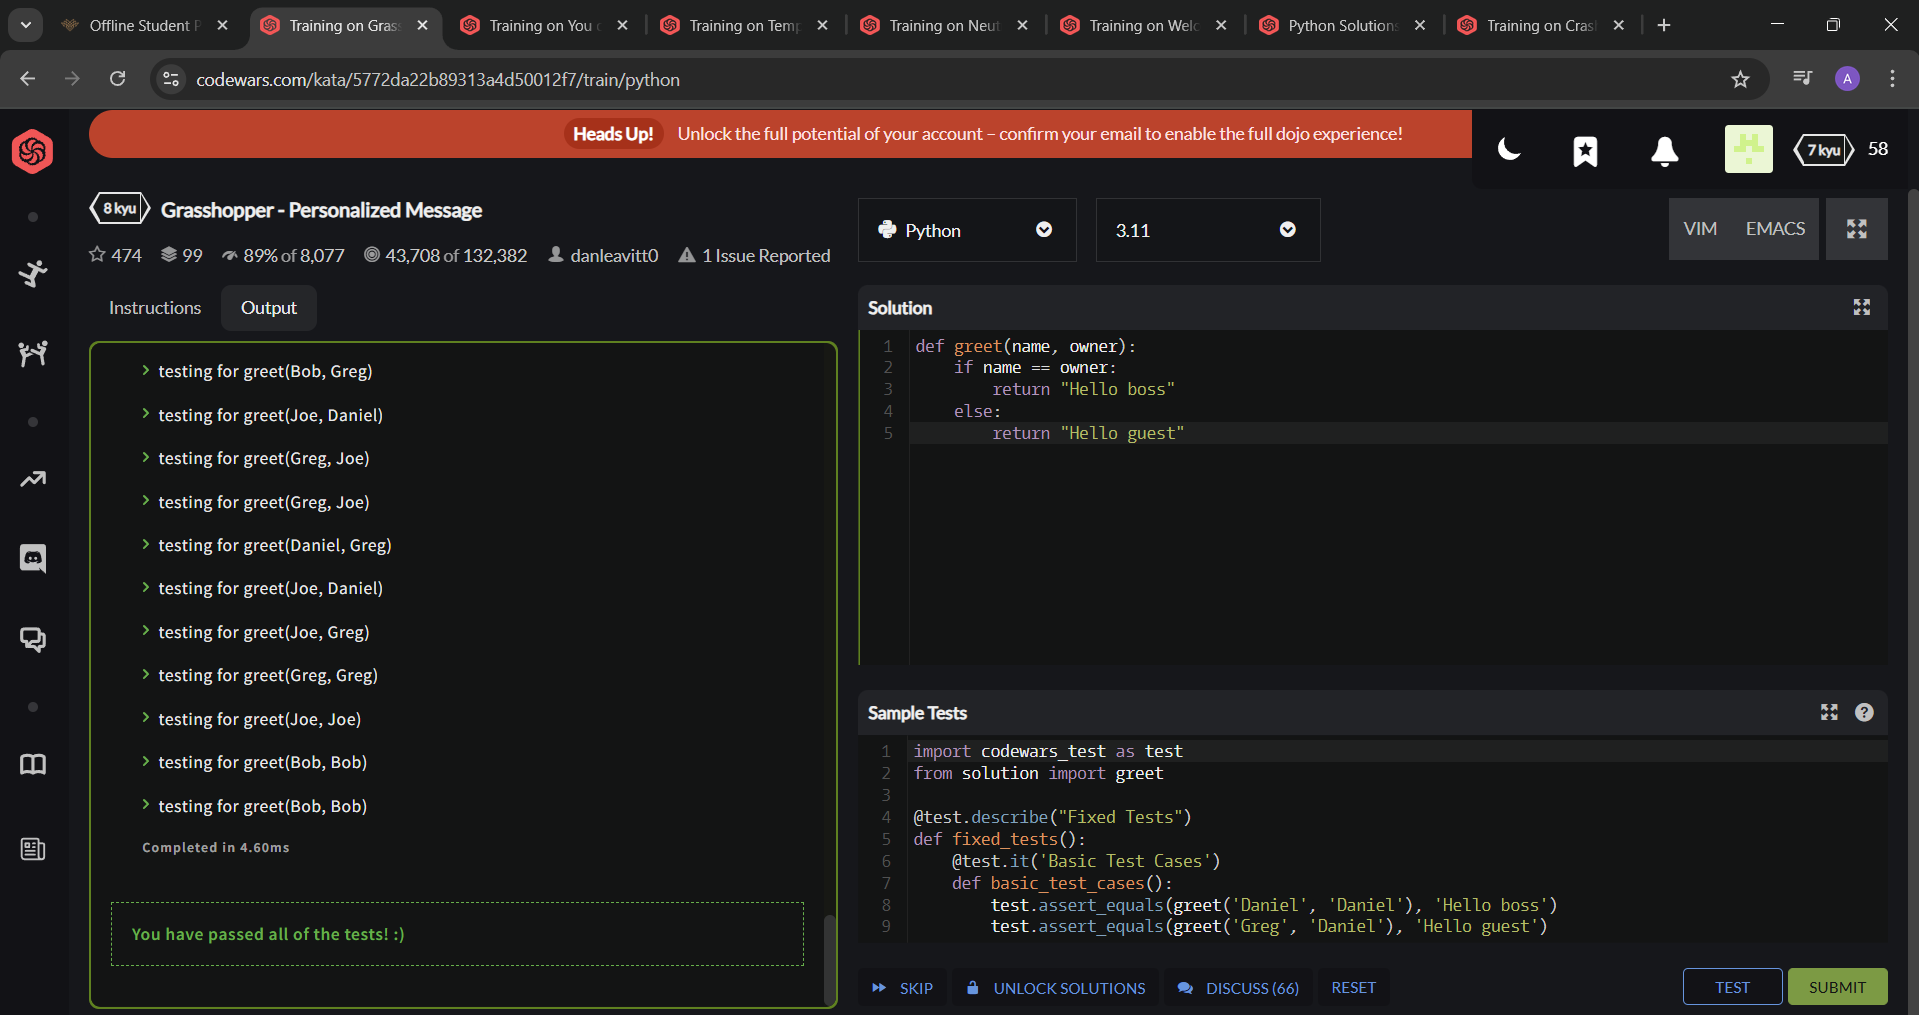 Offline Student P
Training on Grass
Training on You c
Training on Temp
Training on Neut
Training on Welc
Python Solutions
Training on Cras
codewars.com/kata/5772da22b89313a4d50012f7/train/python
A
Heads Up! Unlock the full potential of your account – confirm your email to enable the full dojo experience!
7 kyu 58
8 kyu Grasshopper - Personalized Message
474 99 89% of 8,077 43,708 of 132,382 danleavitt0 1 Issue Reported
Python 3.11 VIM EMACS
Instructions Output
testing for greet(Bob, Greg)
testing for greet(Joe, Daniel)
testing for greet(Greg, Joe)
testing for greet(Greg, Joe)
testing for greet(Daniel, Greg)
testing for greet(Joe, Daniel)
testing for greet(Joe, Greg)
testing for greet(Greg, Greg)
testing for greet(Joe, Joe)
testing for greet(Bob, Bob)
testing for greet(Bob, Bob)
Completed in 4.60ms
You have passed all of the tests! :)
Solution
1 def greet(name, owner):
2     if name == owner:
3         return "Hello boss"
4     else:
5         return "Hello guest"
Sample Tests
1 import codewars_test as test
2 from solution import greet
3
4 @test.describe("Fixed Tests")
5 def fixed_tests():
6     @test.it('Basic Test Cases')
7     def basic_test_cases():
8         test.assert_equals(greet('Daniel', 'Daniel'), 'Hello boss')
9         test.assert_equals(greet('Greg', 'Daniel'), 'Hello guest')
SKIP UNLOCK SOLUTIONS DISCUSS (66) RESET TEST SUBMIT